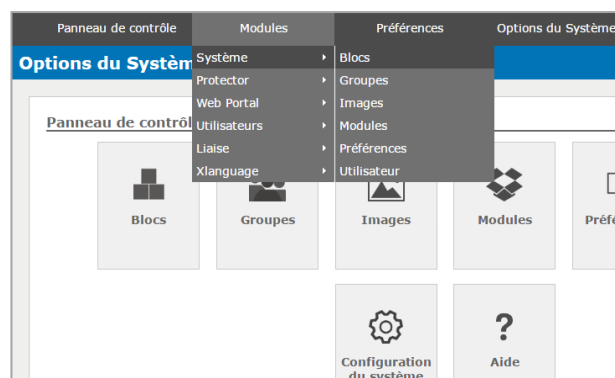 Panneau de contrôle Modules Préférences Options du Système
Options du Systèm
Système Blocs
Protector Groupes
Web Portal Images
Utilisateurs Modules
Liaise Préférences
Xlanguage Utilisateur
Panneau de contrôl
Blocs Groupes Images Modules Préfé
Configuration
du système
Aide